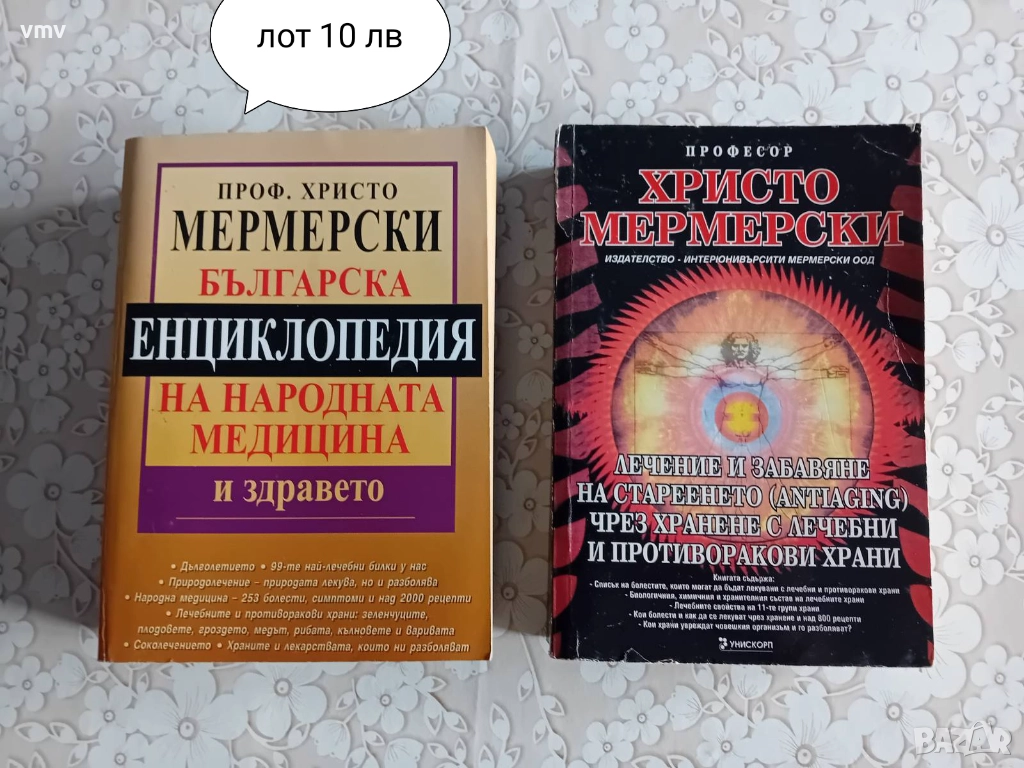 vmv
лот 10 лв
ПРОФ. ХРИСТО
МЕРМЕРСКИ
БЪЛГАРСКА
ЕНЦИКЛОПЕДИЯ
НА НАРОДНАТА
МЕДИЦИНА
и здравето
• Дълголетието • 99-те най-лечебни билки у нас
• Природолечение – природата лекува, но и разболява
• Народна медицина – 253 болести, симптоми и над 2000 рецепти
• Лечебните и противоракови храни: зеленчуците,
плодовете, гроздето, медът, рибата, кълновете и варивата
• Соколечението • Храните и лекарствата, които ни разболяват
ПРОФЕСОР
ХРИСТО
МЕРМЕРСКИ
ИЗДАТЕЛСТВО - ИНТЕРЮНИВЪРСИТИ МЕРМЕРСКИ ООД
ЛЕЧЕНИЕ И ЗАБАВЯНЕ
НА СТАРЕЕНЕТО (ANTIAGING)
ЧРЕЗ ХРАНЕНЕ С ЛЕЧЕБНИ
И ПРОТИВОРАКОВИ ХРАНИ
Книгата съдържа:
- Списък на болестите, които могат да бъдат лекувани с лечебни и противоракови храни
- Биологичния, химичния и хранителния състав на лечебните храни
- Лечебните свойства на 11-те групи храни
- Кои болести и как да се лекуват чрез хранене и над 800 рецепти
- Кои храни увреждат човешкия организъм и го разболяват?
УНИСКОРП
BAZAR